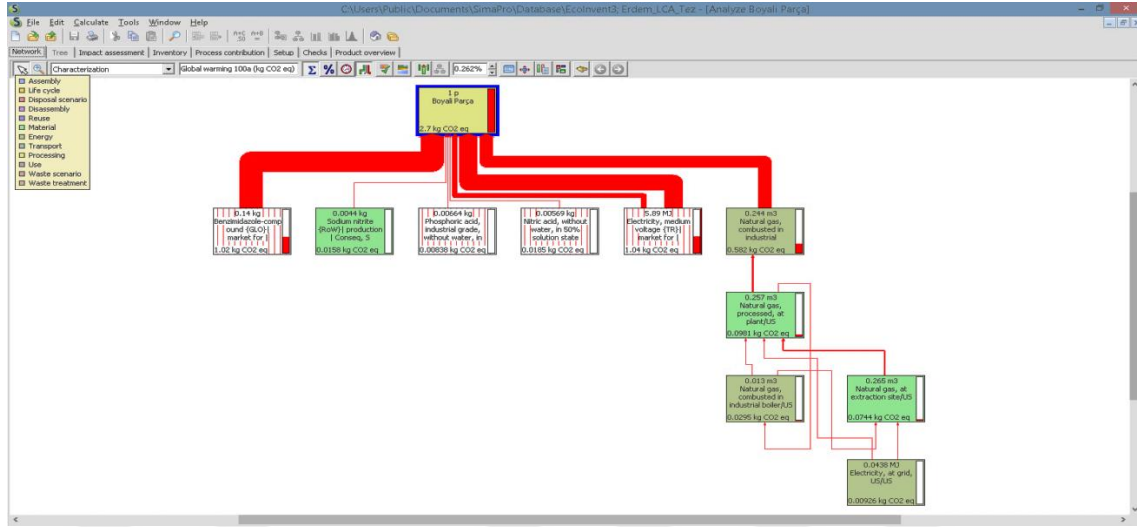 C:\Users\Public\Documents\SimaPro\Database\EcoInvent3; Erdem_LCA_Tez - [Analyze Boyali Parça]
File Edit Calculate Tools Window Help
Network Tree Impact assessment Inventory Process contribution Setup Checks Product overview
Characterization Global warming 100a (kg CO2 eq) Σ % 0.262%
Assembly
Life cycle
Disposal scenario
Disassembly
Reuse
Material
Energy
Transport
Processing
Use
Waste scenario
Waste treatment
1 p
Boyali Parça
2.7 kg CO2 eq
0.14 kg
Benzimidazole-comp
ound {GLO}|
market for |
1.02 kg CO2 eq
0.0044 kg
Sodium nitrite
{RoW}| production
| Conseq, S
0.0158 kg CO2 eq
0.00664 kg
Phosphoric acid,
industrial grade,
without water, in
0.00838 kg CO2 eq
0.00569 kg
Nitric acid, without
water, in 50%
solution state
0.0185 kg CO2 eq
5.89 MJ
Electricity, medium
voltage {TR}|
market for |
1.04 kg CO2 eq
0.244 m3
Natural gas,
combusted in
industrial
0.582 kg CO2 eq
0.257 m3
Natural gas,
processed, at
plant/US
0.0981 kg CO2 eq
0.013 m3
Natural gas,
combusted in
industrial boiler/US
0.0295 kg CO2 eq
0.265 m3
Natural gas, at
extraction site/US
0.0744 kg CO2 eq
0.0438 MJ
Electricity, at grid,
US/US
0.00926 kg CO2 eq